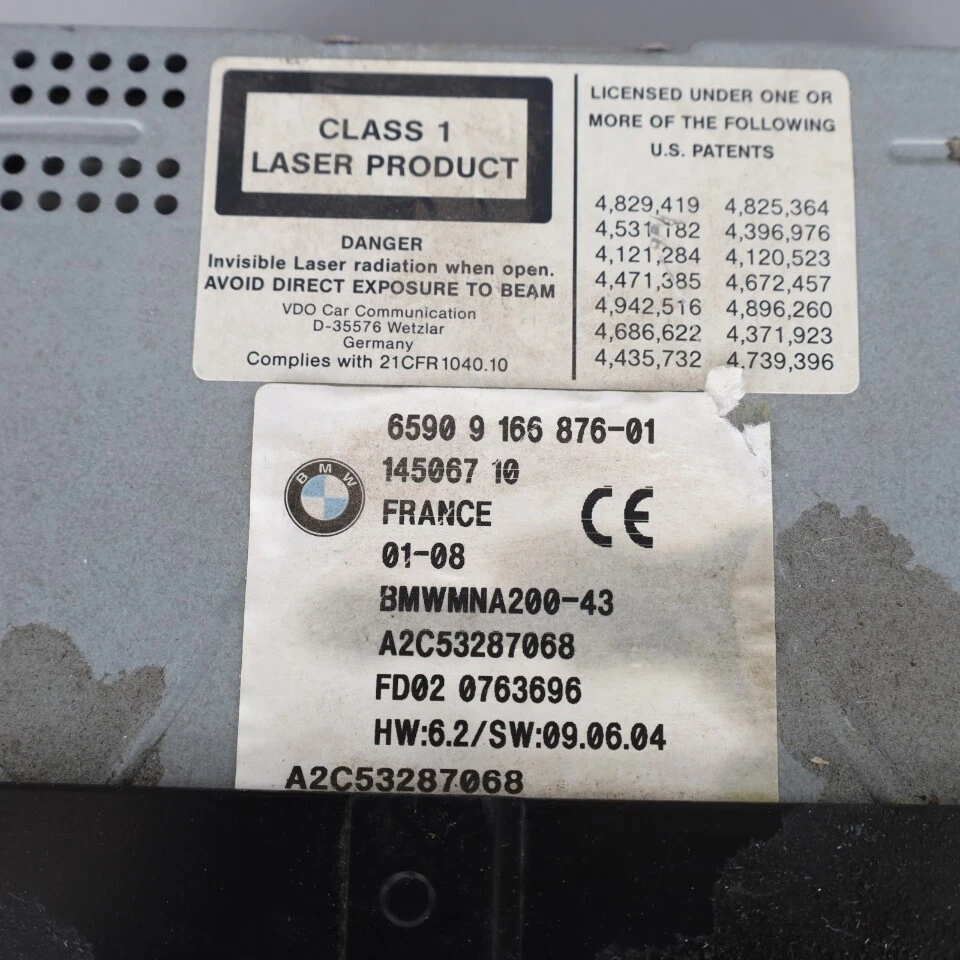 CLASS 1
LASER PRODUCT
DANGER
Invisible Laser radiation when open.
AVOID DIRECT EXPOSURE TO BEAM
VDO Car Communication
D-35576 Wetzlar
Germany
Complies with 21CFR1040.10
LICENSED UNDER ONE OR
MORE OF THE FOLLOWING
U.S. PATENTS
4,829,419 4,825,364
4,531,182 4,396,976
4,121,284 4,120,523
4,471,385 4,672,457
4,942,516 4,896,260
4,686,622 4,371,923
4,435,732 4,739,396
6590 9 166 876-01
145067 10
BMW
FRANCE
CE
01-08
BMWMNA200-43
A2C53287068
FD02 0763696
HW:6.2/SW:09.06.04
A2C53287068